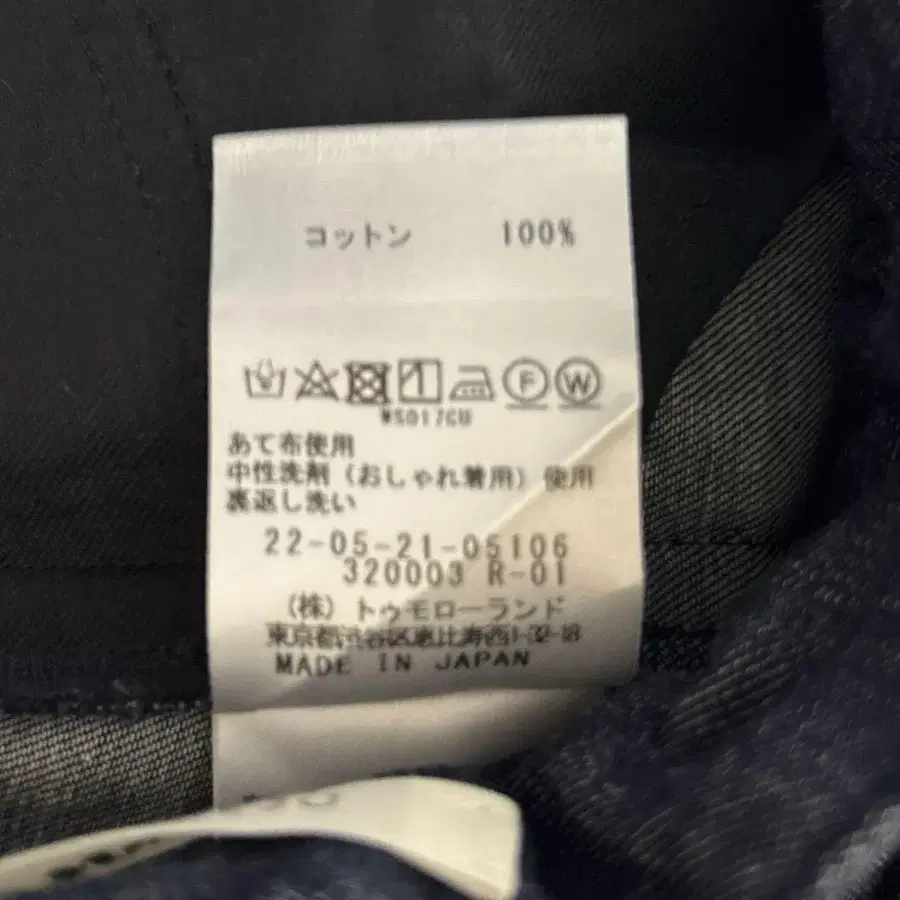 コットン 100%
F W
WS017CU
あて布使用
中性洗剤（おしゃれ着用）使用
裏返し洗い
22-05-21-05106
320003 R-01
（株）トゥモローランド
東京都渋谷区恵比寿西1-32-18
MADE IN JAPAN